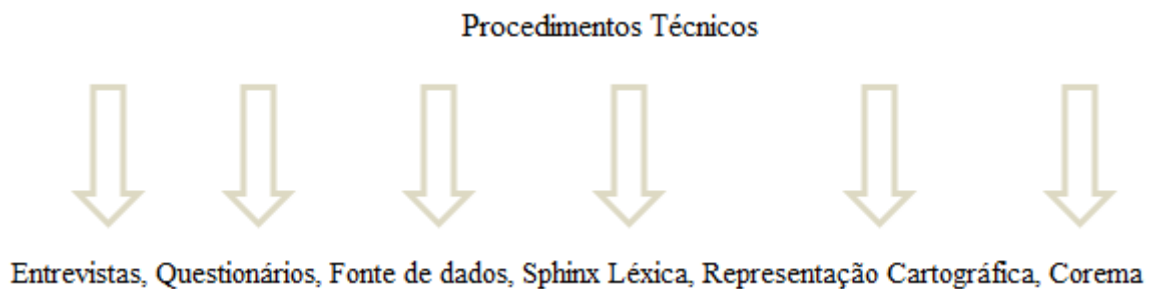 Procedimentos Técnicos
Entrevistas, Questionários, Fonte de dados, Sphinx Léxica, Representação Cartográfica, Corema